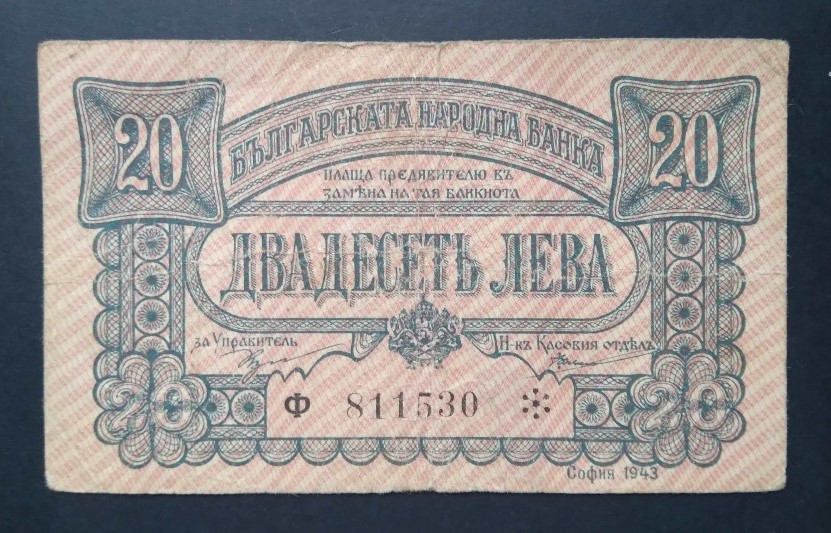 БЪЛГАРСКАТА НАРОДНА БАНКА
20 20
ПЛАЩА ПРЕДЯВИТЕЛЮ ВЪ
ЗАМѢНА НА ТАЯ БАНКНОТА
ДВАДЕСЕТЬ ЛЕВА
за Управитель Н-къ Касовия отдѣлъ
20 Ф 811530 20
София 1943